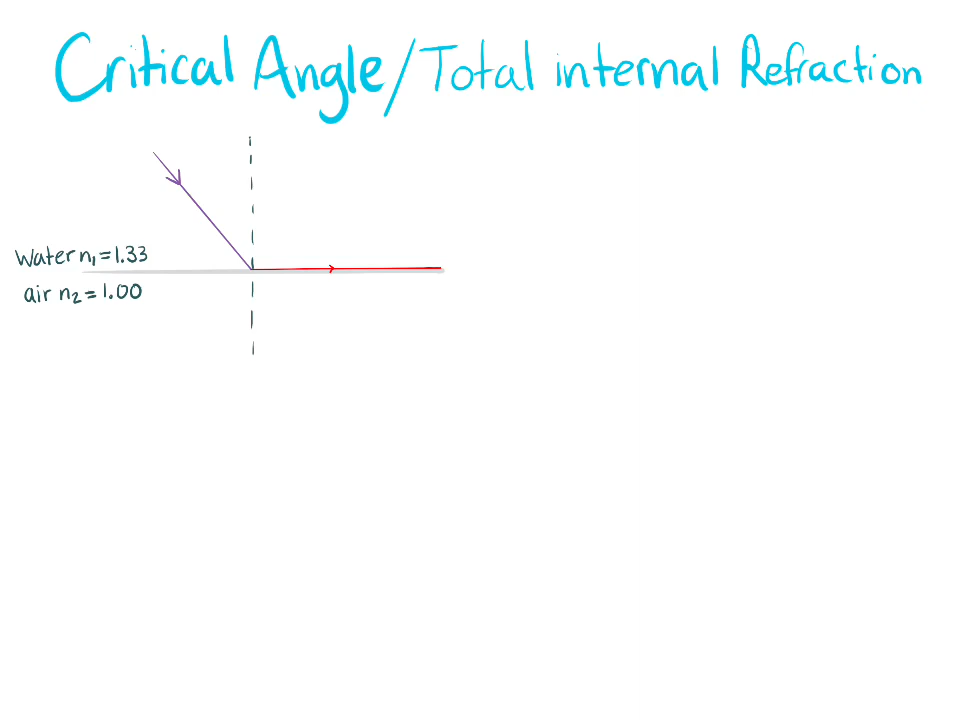 Critical Angle/Total internal Refraction
Water n₁=1.33
air n₂=1.00